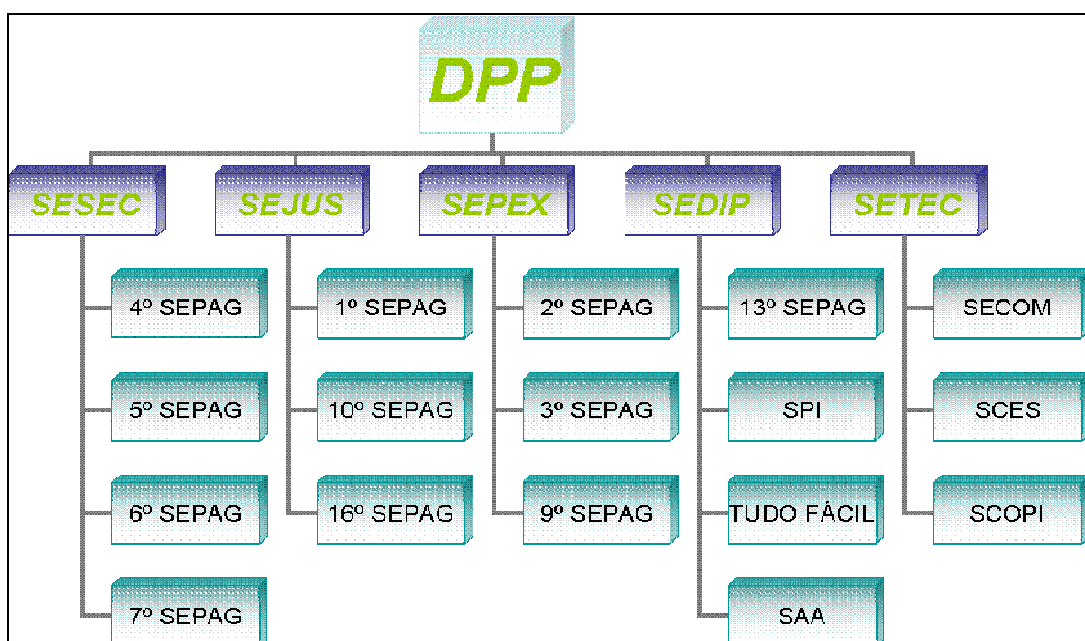 DPP
SESEC
SEJUS
SEPEX
SEDIP
SETEC
4º SEPAG
1º SEPAG
2º SEPAG
13º SEPAG
SECOM
5º SEPAG
10º SEPAG
3º SEPAG
SPI
SCES
6º SEPAG
16º SEPAG
9º SEPAG
TUDO FÁCIL
SCOPI
7º SEPAG
SAA